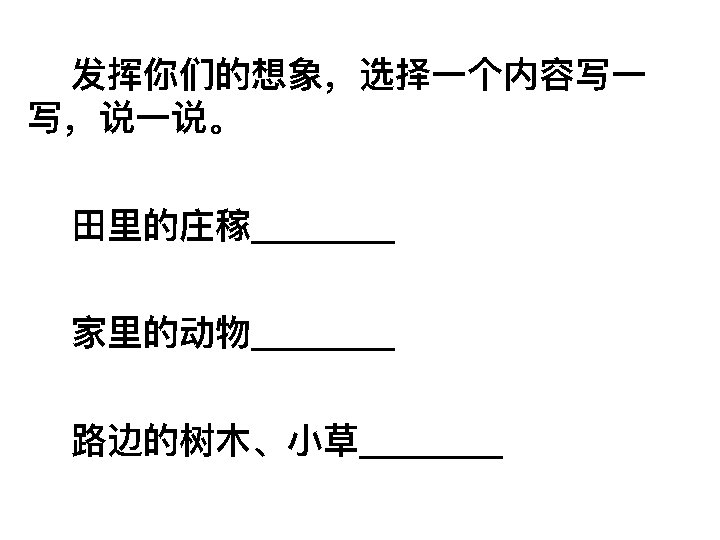 发挥你们的想象，选择一个内容写一
写，说一说。
田里的庄稼________
家里的动物________
路边的树木、小草________